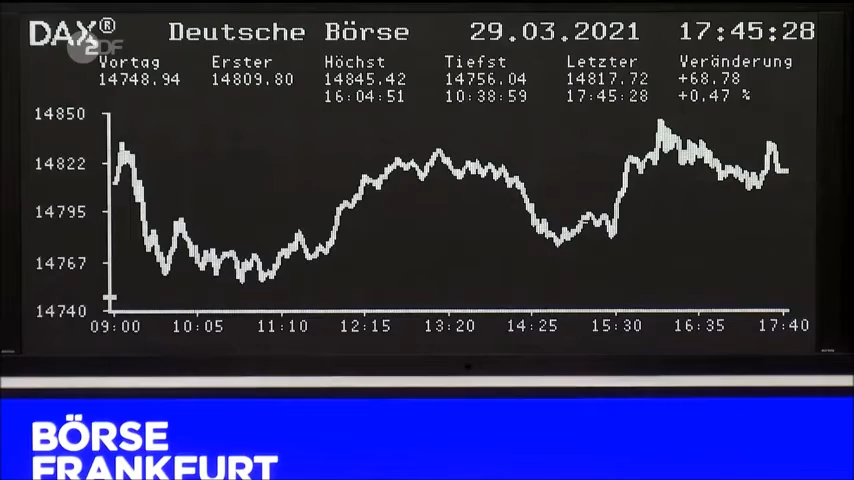 DAX® Deutsche Börse 29.03.2021 17:45:28
ZDF
Vortag Erster Höchst Tiefst Letzter Veränderung
14748.94 14809.80 14845.42 14756.04 14817.72 +68.78
16:04:51 10:38:59 17:45:28 +0,47 %
14850
14822
14795
14767
14740
09:00 10:05 11:10 12:15 13:20 14:25 15:30 16:35 17:40
BÖRSE
FRANKFURT